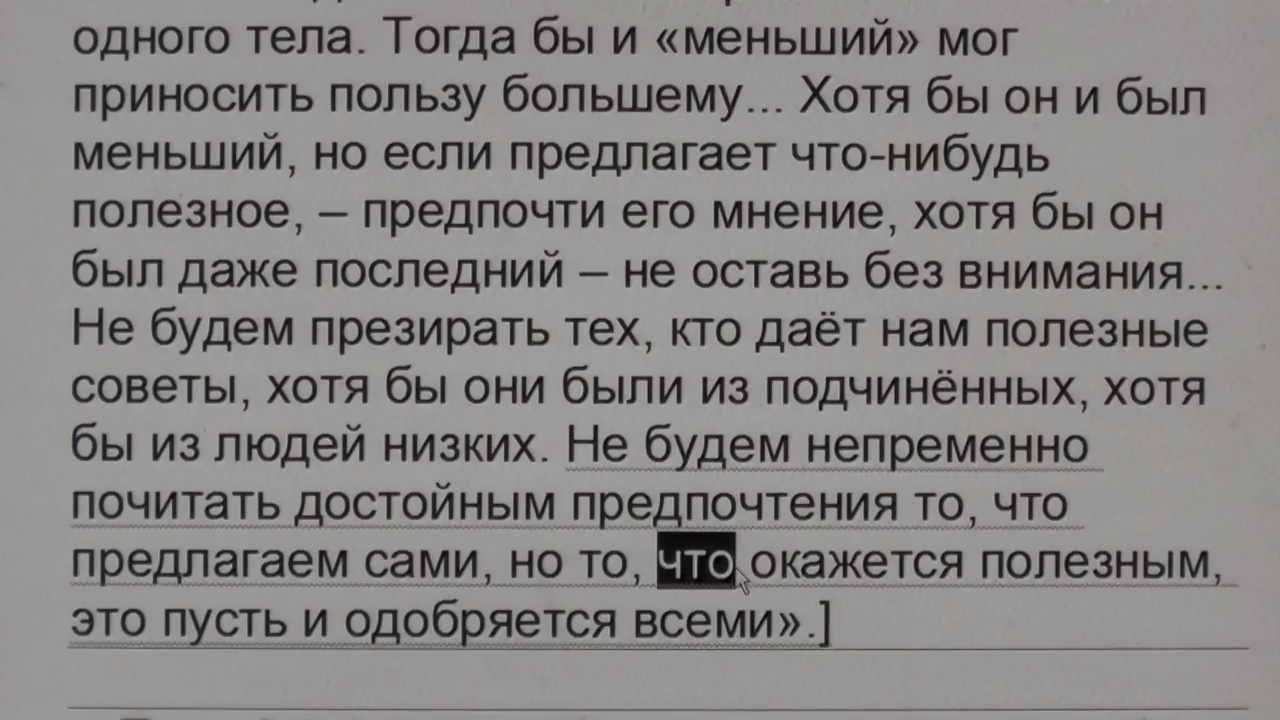 одного тела. Тогда бы и «меньший» мог
приносить пользу большему... Хотя бы он и был
меньший, но если предлагает что-нибудь
полезное, – предпочти его мнение, хотя бы он
был даже последний – не оставь без внимания...
Не будем презирать тех, кто даёт нам полезные
советы, хотя бы они были из подчинённых, хотя
бы из людей низких. Не будем непременно
почитать достойным предпочтения то, что
предлагаем сами, но то, что окажется полезным,
это пусть и одобряется всеми».]